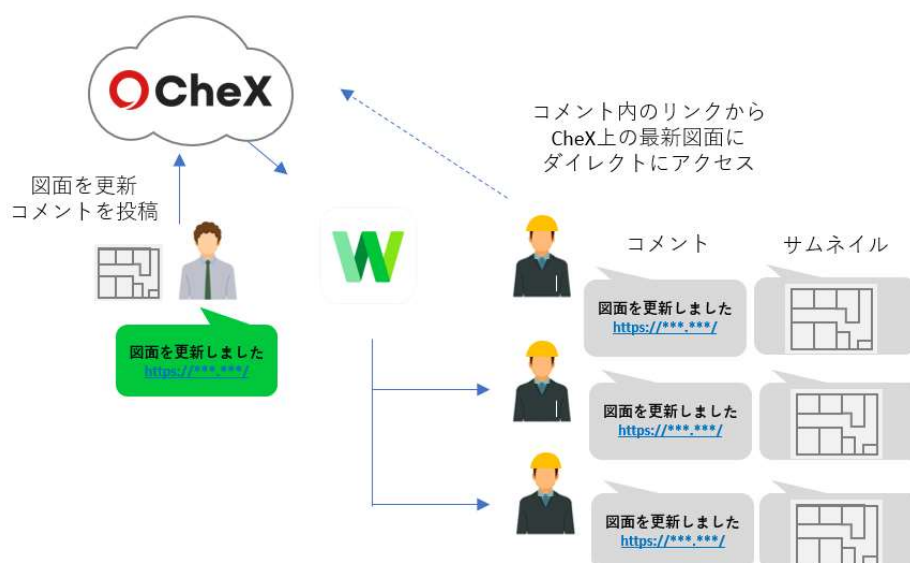 CheX
コメント内のリンクから
CheX上の最新図面に
ダイレクトにアクセス
図面を更新
コメントを投稿
W
コメント
サムネイル
図面を更新しました
https://***.***/
図面を更新しました
https://***.***/
図面を更新しました
https://***.***/
図面を更新しました
https://***.***/